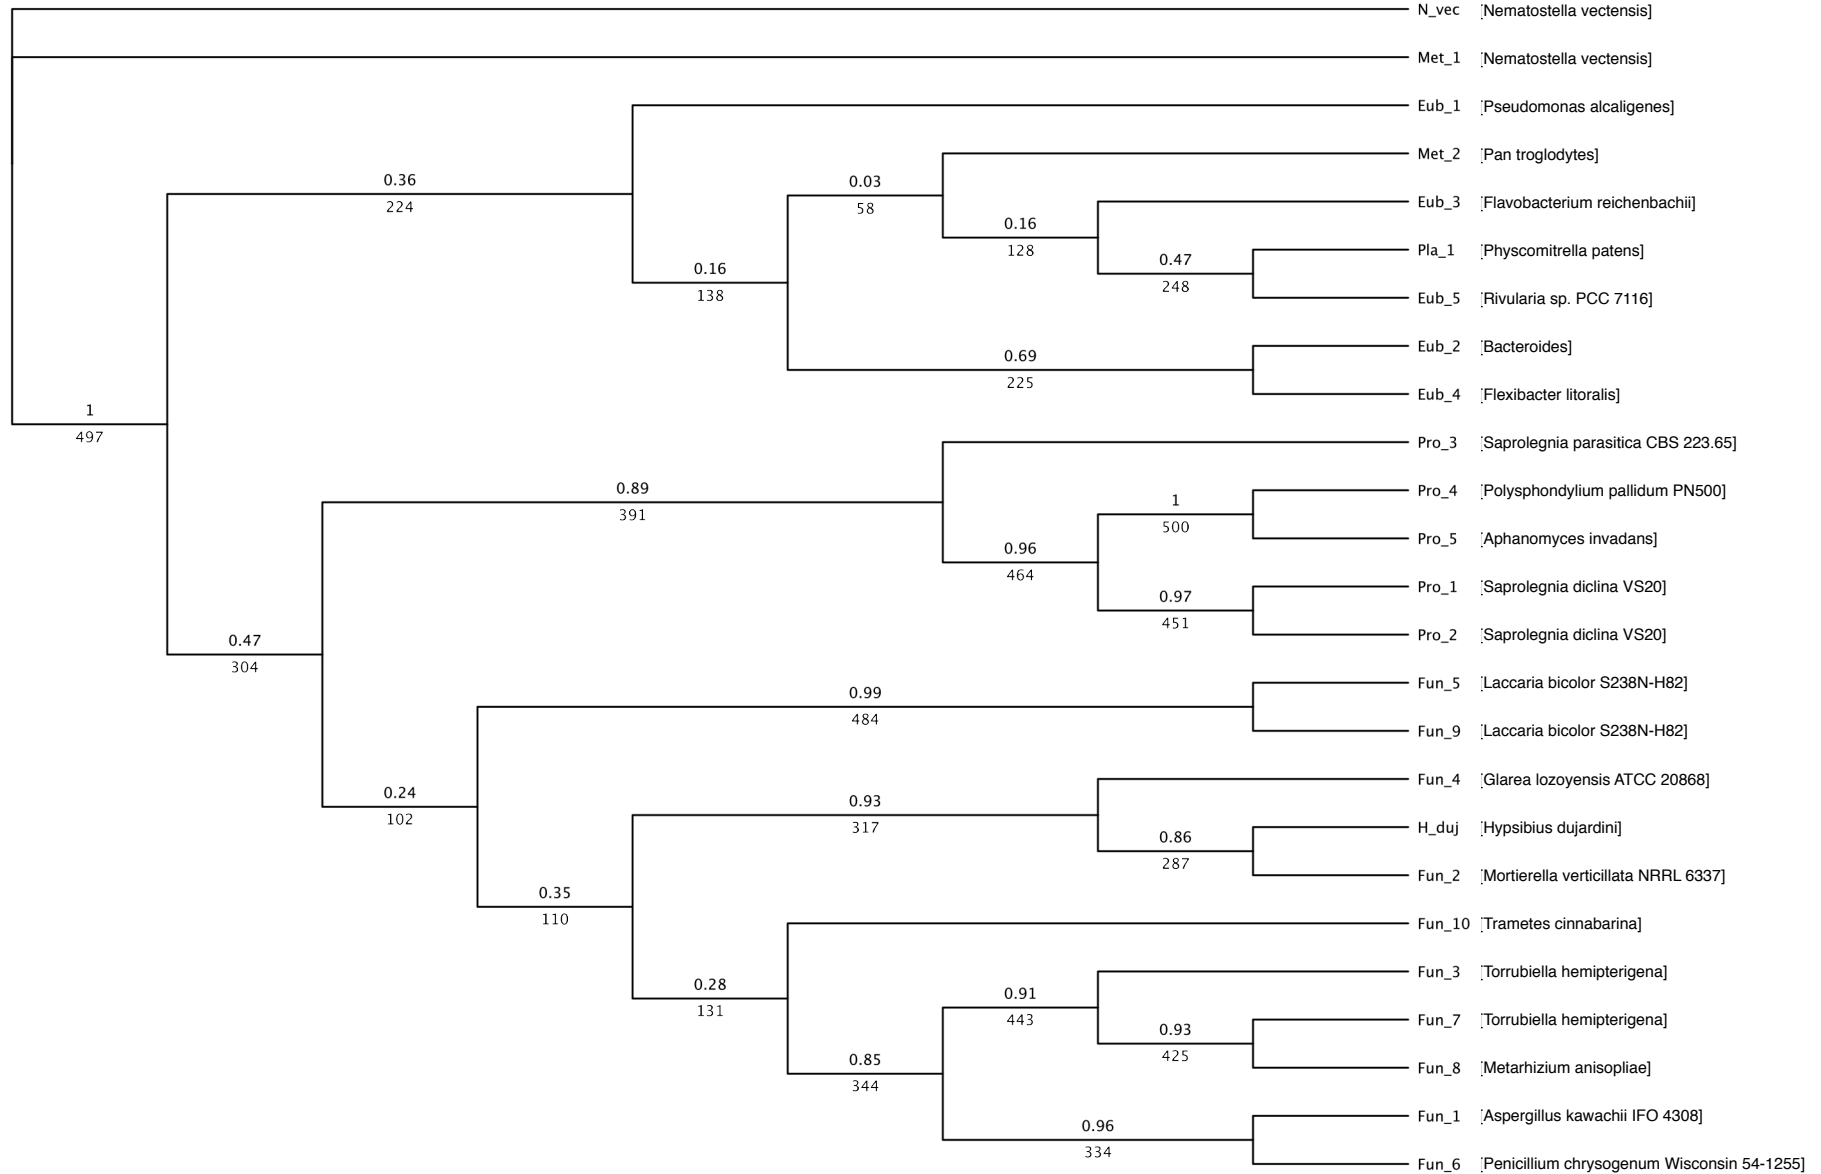 N_vec [Nematostella vectensis]
Met_1 [Nematostella vectensis]
Eub_1 [Pseudomonas alcaligenes]
Met_2 [Pan troglodytes]
0.36
0.03
224
58
Eub_3 [Flavobacterium reichenbachii]
0.16
128
Pla_1 [Physcomitrella patens]
0.47
0.16
248
138
Eub_5 [Rivularia sp. PCC 7116]
Eub_2 [Bacteroides]
0.69
225
Eub_4 [Flexibacter litoralis]
1
497
Pro_3 [Saprolegnia parasitica CBS 223.65]
0.89
391
Pro_4 [Polysphondylium pallidum PN500]
1
500
Pro_5 [Aphanomyces invadans]
0.96
464
Pro_1 [Saprolegnia diclina VS20]
0.97
451
Pro_2 [Saprolegnia diclina VS20]
0.47
304
Fun_5 [Laccaria bicolor S238N-H82]
0.99
484
Fun_9 [Laccaria bicolor S238N-H82]
Fun_4 [Glarea lozoyensis ATCC 20868]
0.24
102
0.93
317
H_duj [Hypsibius dujardini]
0.86
287
Fun_2 [Mortierella verticillata NRRL 6337]
0.35
110
Fun_10 [Trametes cinnabarina]
Fun_3 [Torrubiella hemipterigena]
0.28
131
0.91
443
Fun_7 [Torrubiella hemipterigena]
0.93
425
Fun_8 [Metarhizium anisopliae]
0.85
344
Fun_1 [Aspergillus kawachii IFO 4308]
0.96
334
Fun_6 [Penicillium chrysogenum Wisconsin 54-1255]